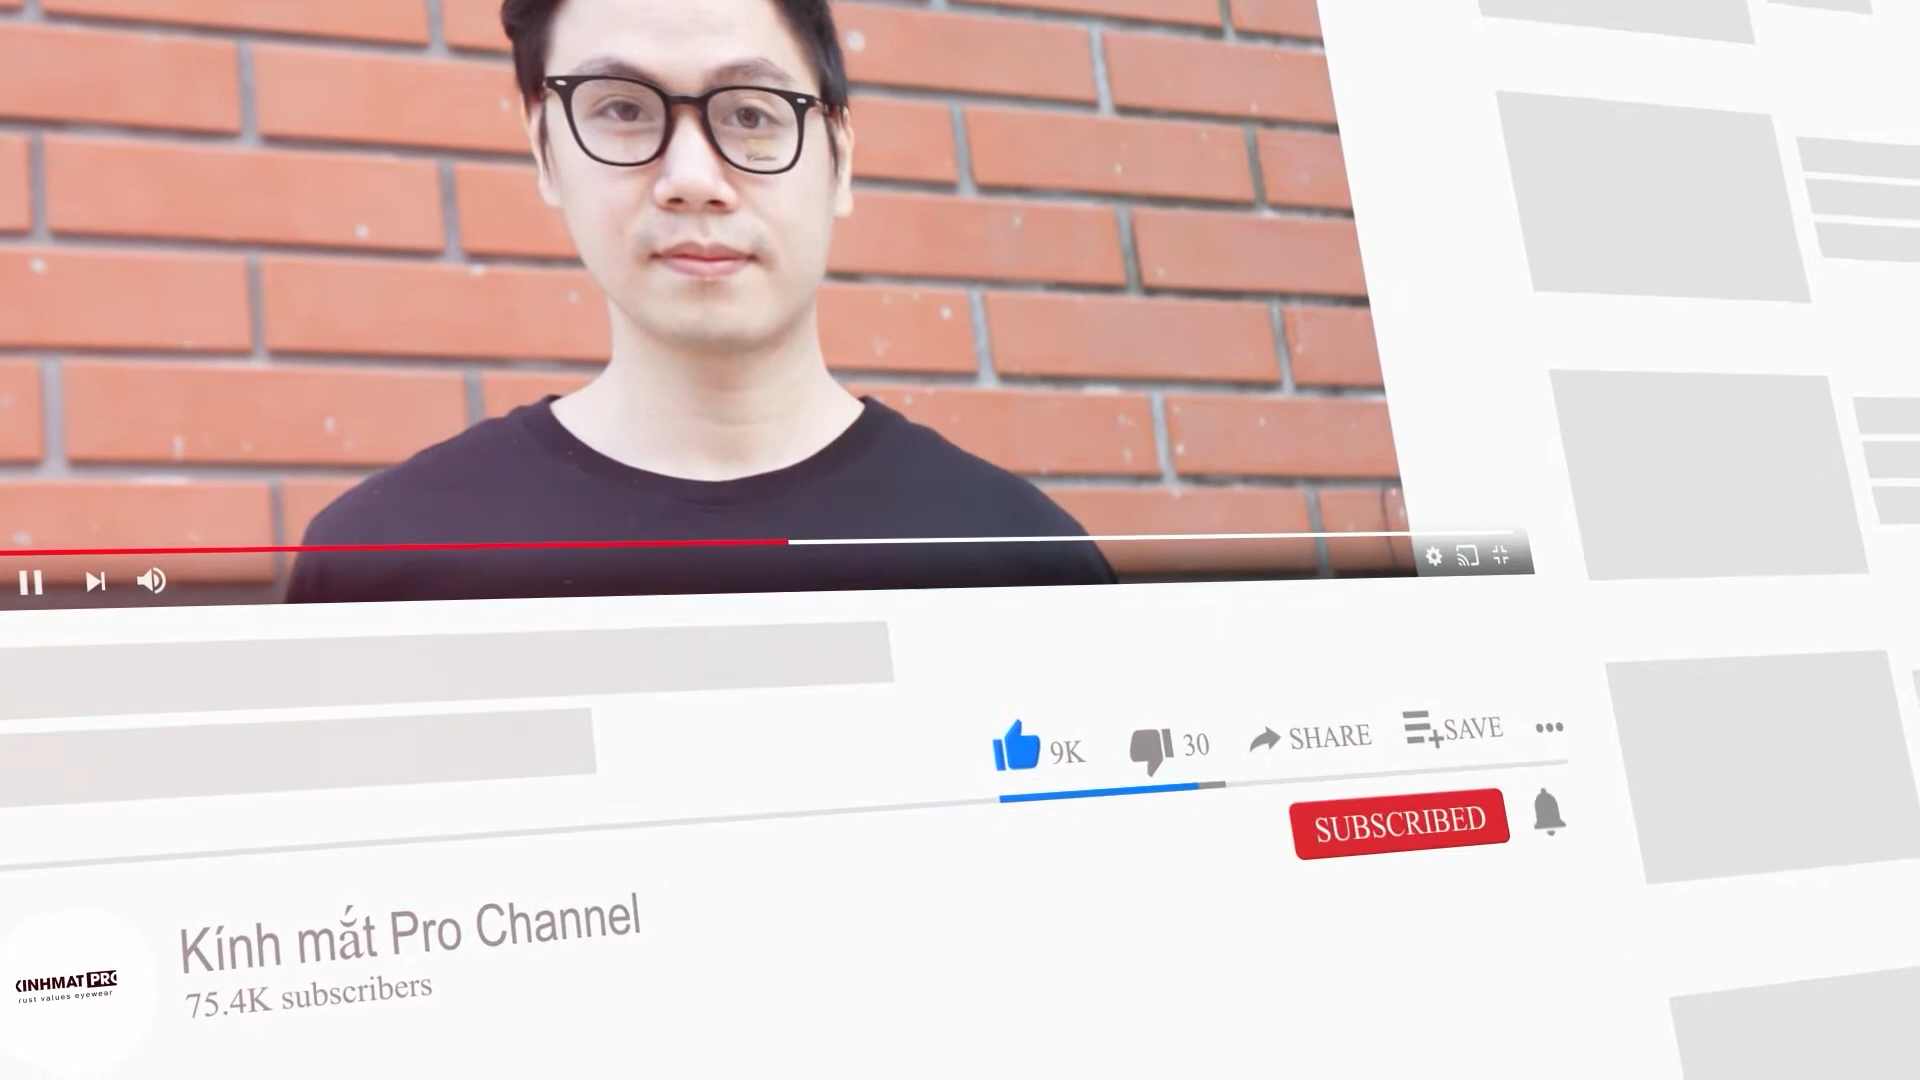 9K
30
SHARE
SAVE
SUBSCRIBED
Kính mắt Pro Channel
75.4K subscribers
KINHMAT PRO
rust values eyewear